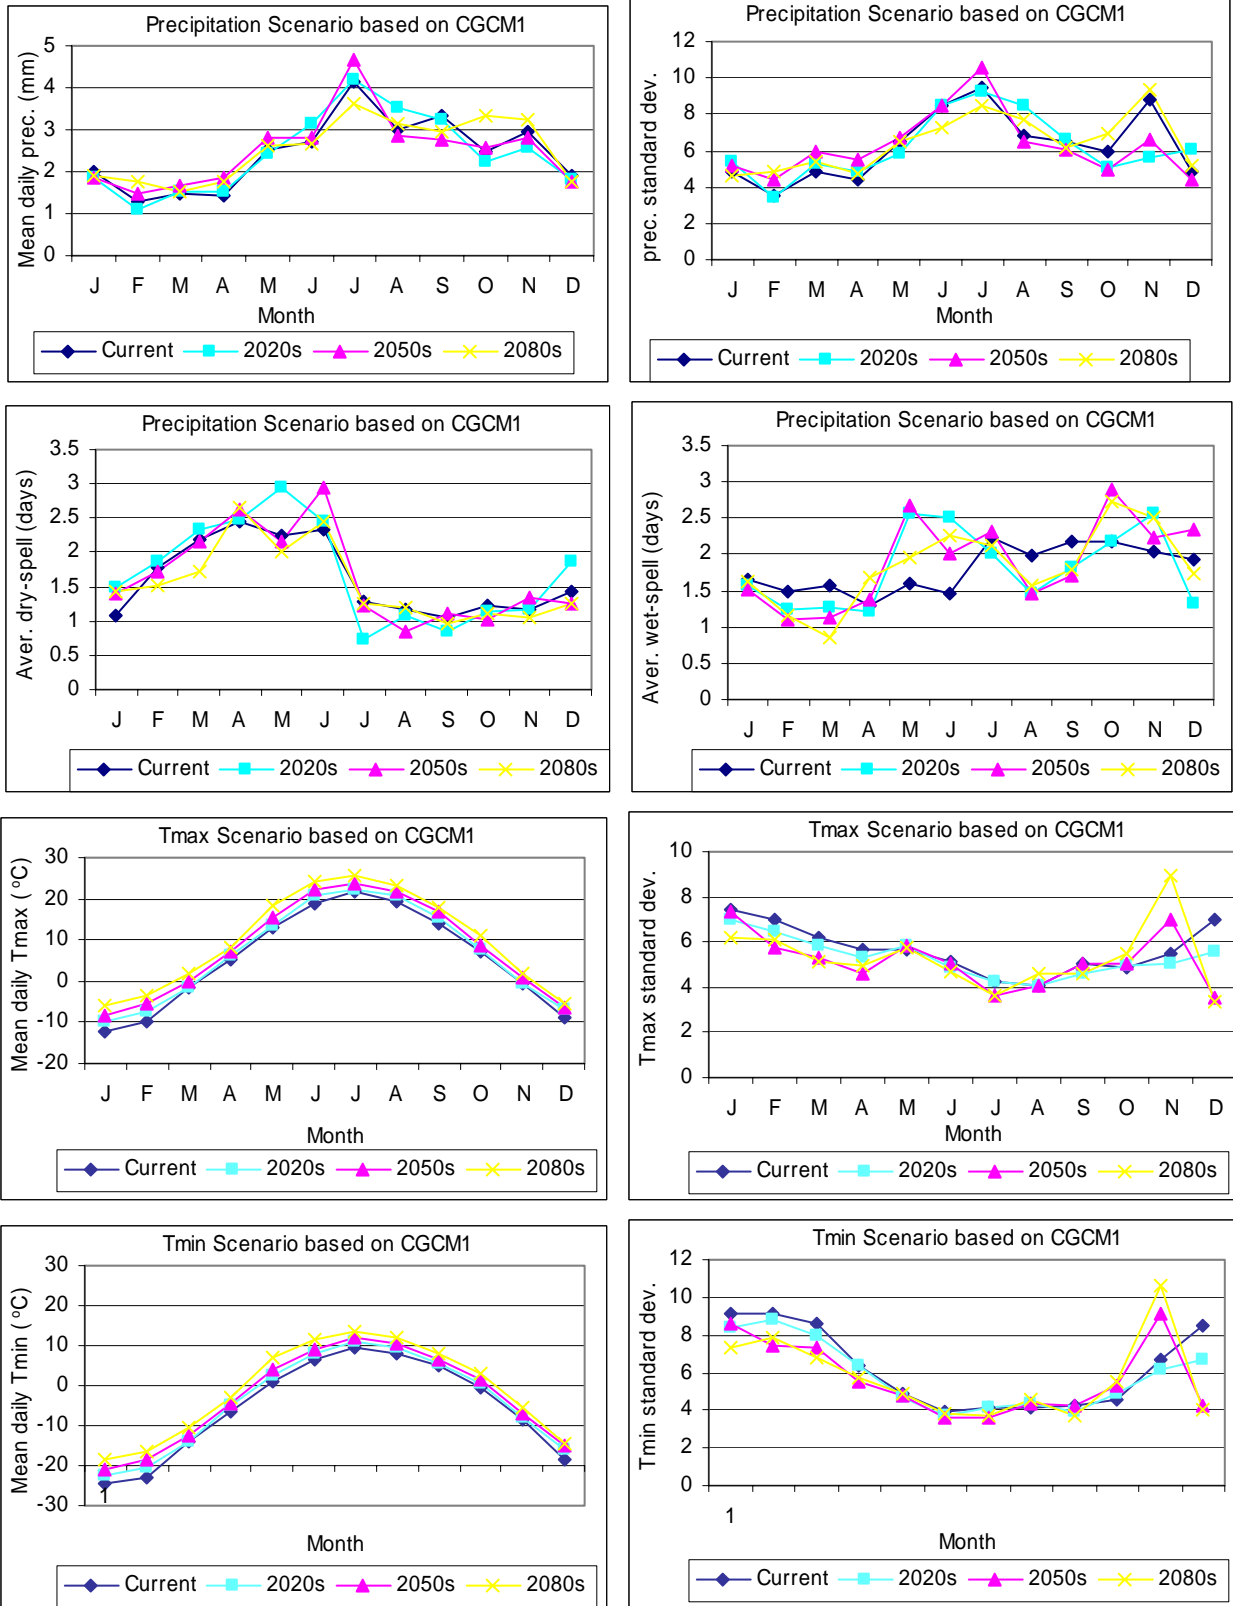 Precipitation Scenario based on CGCM1
Mean daily prec. (mm)
5
4
3
2
1
0
J F M A M J J A S O N D
Month
Current 2020s 2050s 2080s
Precipitation Scenario based on CGCM1
prec. standard dev.
12
10
8
6
4
2
0
J F M A M J J A S O N D
Month
Current 2020s 2050s 2080s
Precipitation Scenario based on CGCM1
Aver. dry-spell (days)
3.5
3
2.5
2
1.5
1
0.5
0
J F M A M J J A S O N D
Current 2020s 2050s 2080s
Precipitation Scenario based on CGCM1
Aver. wet-spell (days)
3.5
3
2.5
2
1.5
1
0.5
0
J F M A M J J A S O N D
Current 2020s 2050s 2080s
Tmax Scenario based on CGCM1
Mean daily Tmax (°C)
30
20
10
0
-10
-20
J F M A M J J A S O N D
Month
Current 2020s 2050s 2080s
Tmax Scenario based on CGCM1
Tmax standard dev.
10
8
6
4
2
0
J F M A M J J A S O N D
Month
Current 2020s 2050s 2080s
Tmin Scenario based on CGCM1
Mean daily Tmin (°C)
30
20
10
0
-10
-20
-30
1
Month
Current 2020s 2050s 2080s
Tmin Scenario based on CGCM1
Tmin standard dev.
12
10
8
6
4
2
0
1
Month
Current 2020s 2050s 2080s